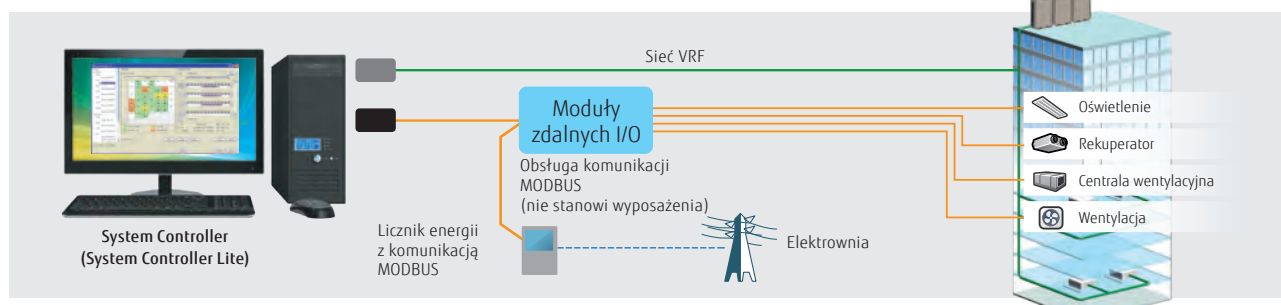 Sieć VRF
Moduły
zdalnych I/O
Obsługa komunikacji
MODBUS
(nie stanowi wyposażenia)
Licznik energii
z komunikacją
MODBUS
Elektrownia
System Controller
(System Controller Lite)
Oświetlenie
Rekuperator
Centrala wentylacyjna
Wentylacja